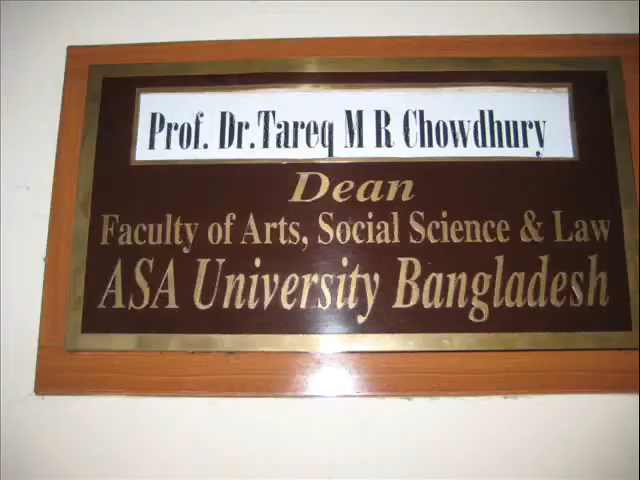 Prof. Dr.Tareq M R Chowdhury
Dean
Faculty of Arts, Social Science & Law
ASA University Bangladesh